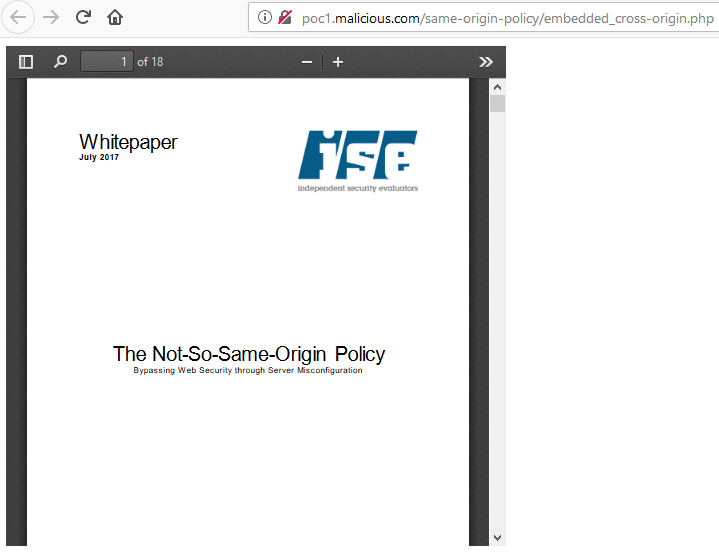 poc1.malicious.com/same-origin-policy/embedded_cross-origin.php
1 of 18
Whitepaper
July 2017
ise
independent security evaluators
The Not-So-Same-Origin Policy
Bypassing Web Security through Server Misconfiguration